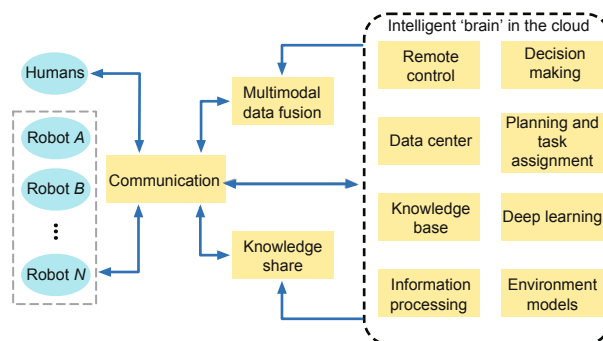 Intelligent 'brain' in the cloud
Humans
Robot A
Robot B
Robot N
Communication
Multimodal
data fusion
Knowledge
share
Remote
control
Decision
making
Data center
Planning and
task
assignment
Knowledge
base
Deep learning
Information
processing
Environment
models